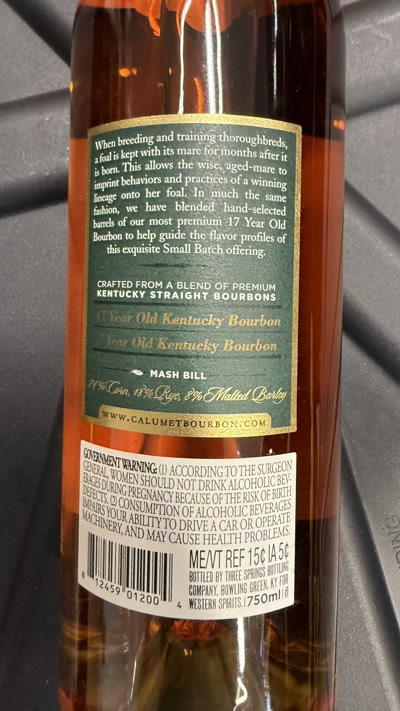 When breeding and training thoroughbreds,
a foal is kept with its mare for months after it
is born. This allows the wise, aged-mare to
imprint behaviors and practices of a winning
lineage onto her foal. In much the same
fashion, we have blended hand-selected
barrels of our most premium 17 Year Old
Bourbon to help guide the flavor profiles of
this exquisite Small Batch offering.
CRAFTED FROM A BLEND OF PREMIUM
KENTUCKY STRAIGHT BOURBONS
17 Year Old Kentucky Bourbon
Year Old Kentucky Bourbon
MASH BILL
74% Corn, 18% Rye, 8% Malted Barley
WWW.CALUMETBOURBON.COM
GOVERNMENT WARNING: (1) ACCORDING TO THE SURGEON
GENERAL, WOMEN SHOULD NOT DRINK ALCOHOLIC BEV-
ERAGES DURING PREGNANCY BECAUSE OF THE RISK OF BIRTH
DEFECTS. (2) CONSUMPTION OF ALCOHOLIC BEVERAGES
IMPAIRS YOUR ABILITY TO DRIVE A CAR OR OPERATE
MACHINERY, AND MAY CAUSE HEALTH PROBLEMS.
8 12459 01200 4
ME/VT REF 15¢ IA 5¢
BOTTLED BY THREE SPRINGS BOTTLING
COMPANY, BOWLING GREEN, KY FOR
WESTERN SPIRITS. 750ml